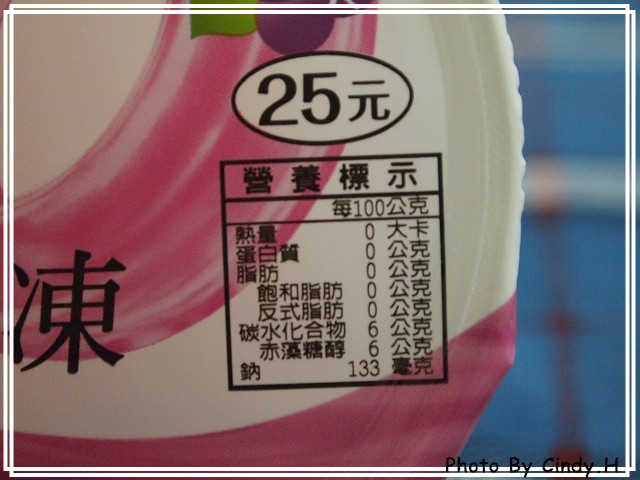 25元
營養標示
每100公克
熱量 0 大卡
蛋白質 0 公克
脂肪 0 公克
飽和脂肪 0 公克
反式脂肪 0 公克
碳水化合物 6 公克
赤藻糖醇 6 公克
鈉 133 毫克
凍
Photo By Cindy.H